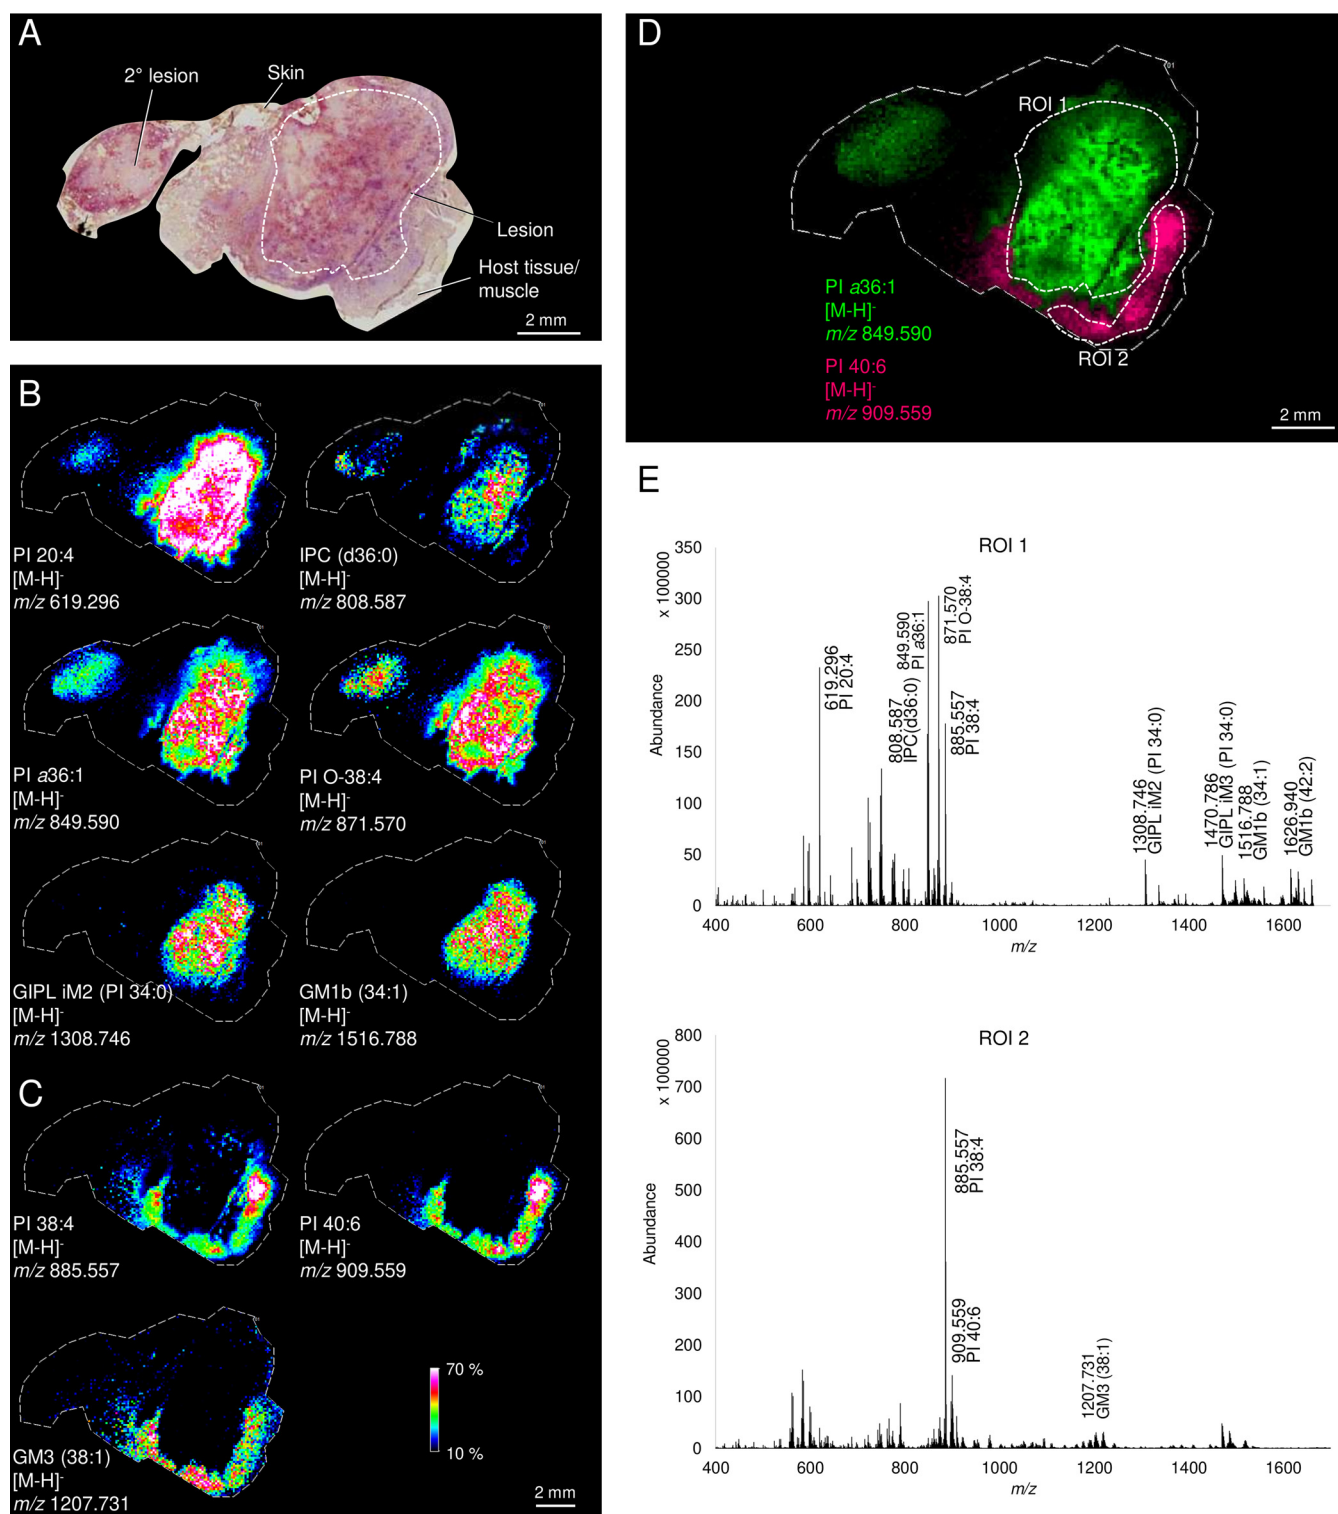 A
2° lesion
Skin
Lesion
Host tissue/
muscle
2 mm
B
PI 20:4
[M-H]-
m/z 619.296
IPC (d36:0)
[M-H]-
m/z 808.587
PI a36:1
[M-H]-
m/z 849.590
PI O-38:4
[M-H]-
m/z 871.570
GIPL iM2 (PI 34:0)
[M-H]-
m/z 1308.746
GM1b (34:1)
[M-H]-
m/z 1516.788
C
PI 38:4
[M-H]-
m/z 885.557
PI 40:6
[M-H]-
m/z 909.559
GM3 (38:1)
[M-H]-
m/z 1207.731
70 %
10 %
2 mm
D
01
ROI 1
ROI 2
PI a36:1
[M-H]-
m/z 849.590
PI 40:6
[M-H]-
m/z 909.559
2 mm
E
ROI 1
x 100000
Abundance
350
300
250
200
150
100
50
0
400
600
800
1000
1200
1400
1600
m/z
619.296
PI 20:4
808.587
IPC(d36:0)
849.590
PI a36:1
871.570
PI O-38:4
885.557
PI 38:4
1308.746
GIPL iM2 (PI 34:0)
1470.786
GIPL iM3 (PI 34:0)
1516.788
GM1b (34:1)
1626.940
GM1b (42:2)
ROI 2
x 100000
Abundance
800
700
600
500
400
300
200
100
0
400
600
800
1000
1200
1400
1600
m/z
885.557
PI 38:4
909.559
PI 40:6
1207.731
GM3 (38:1)